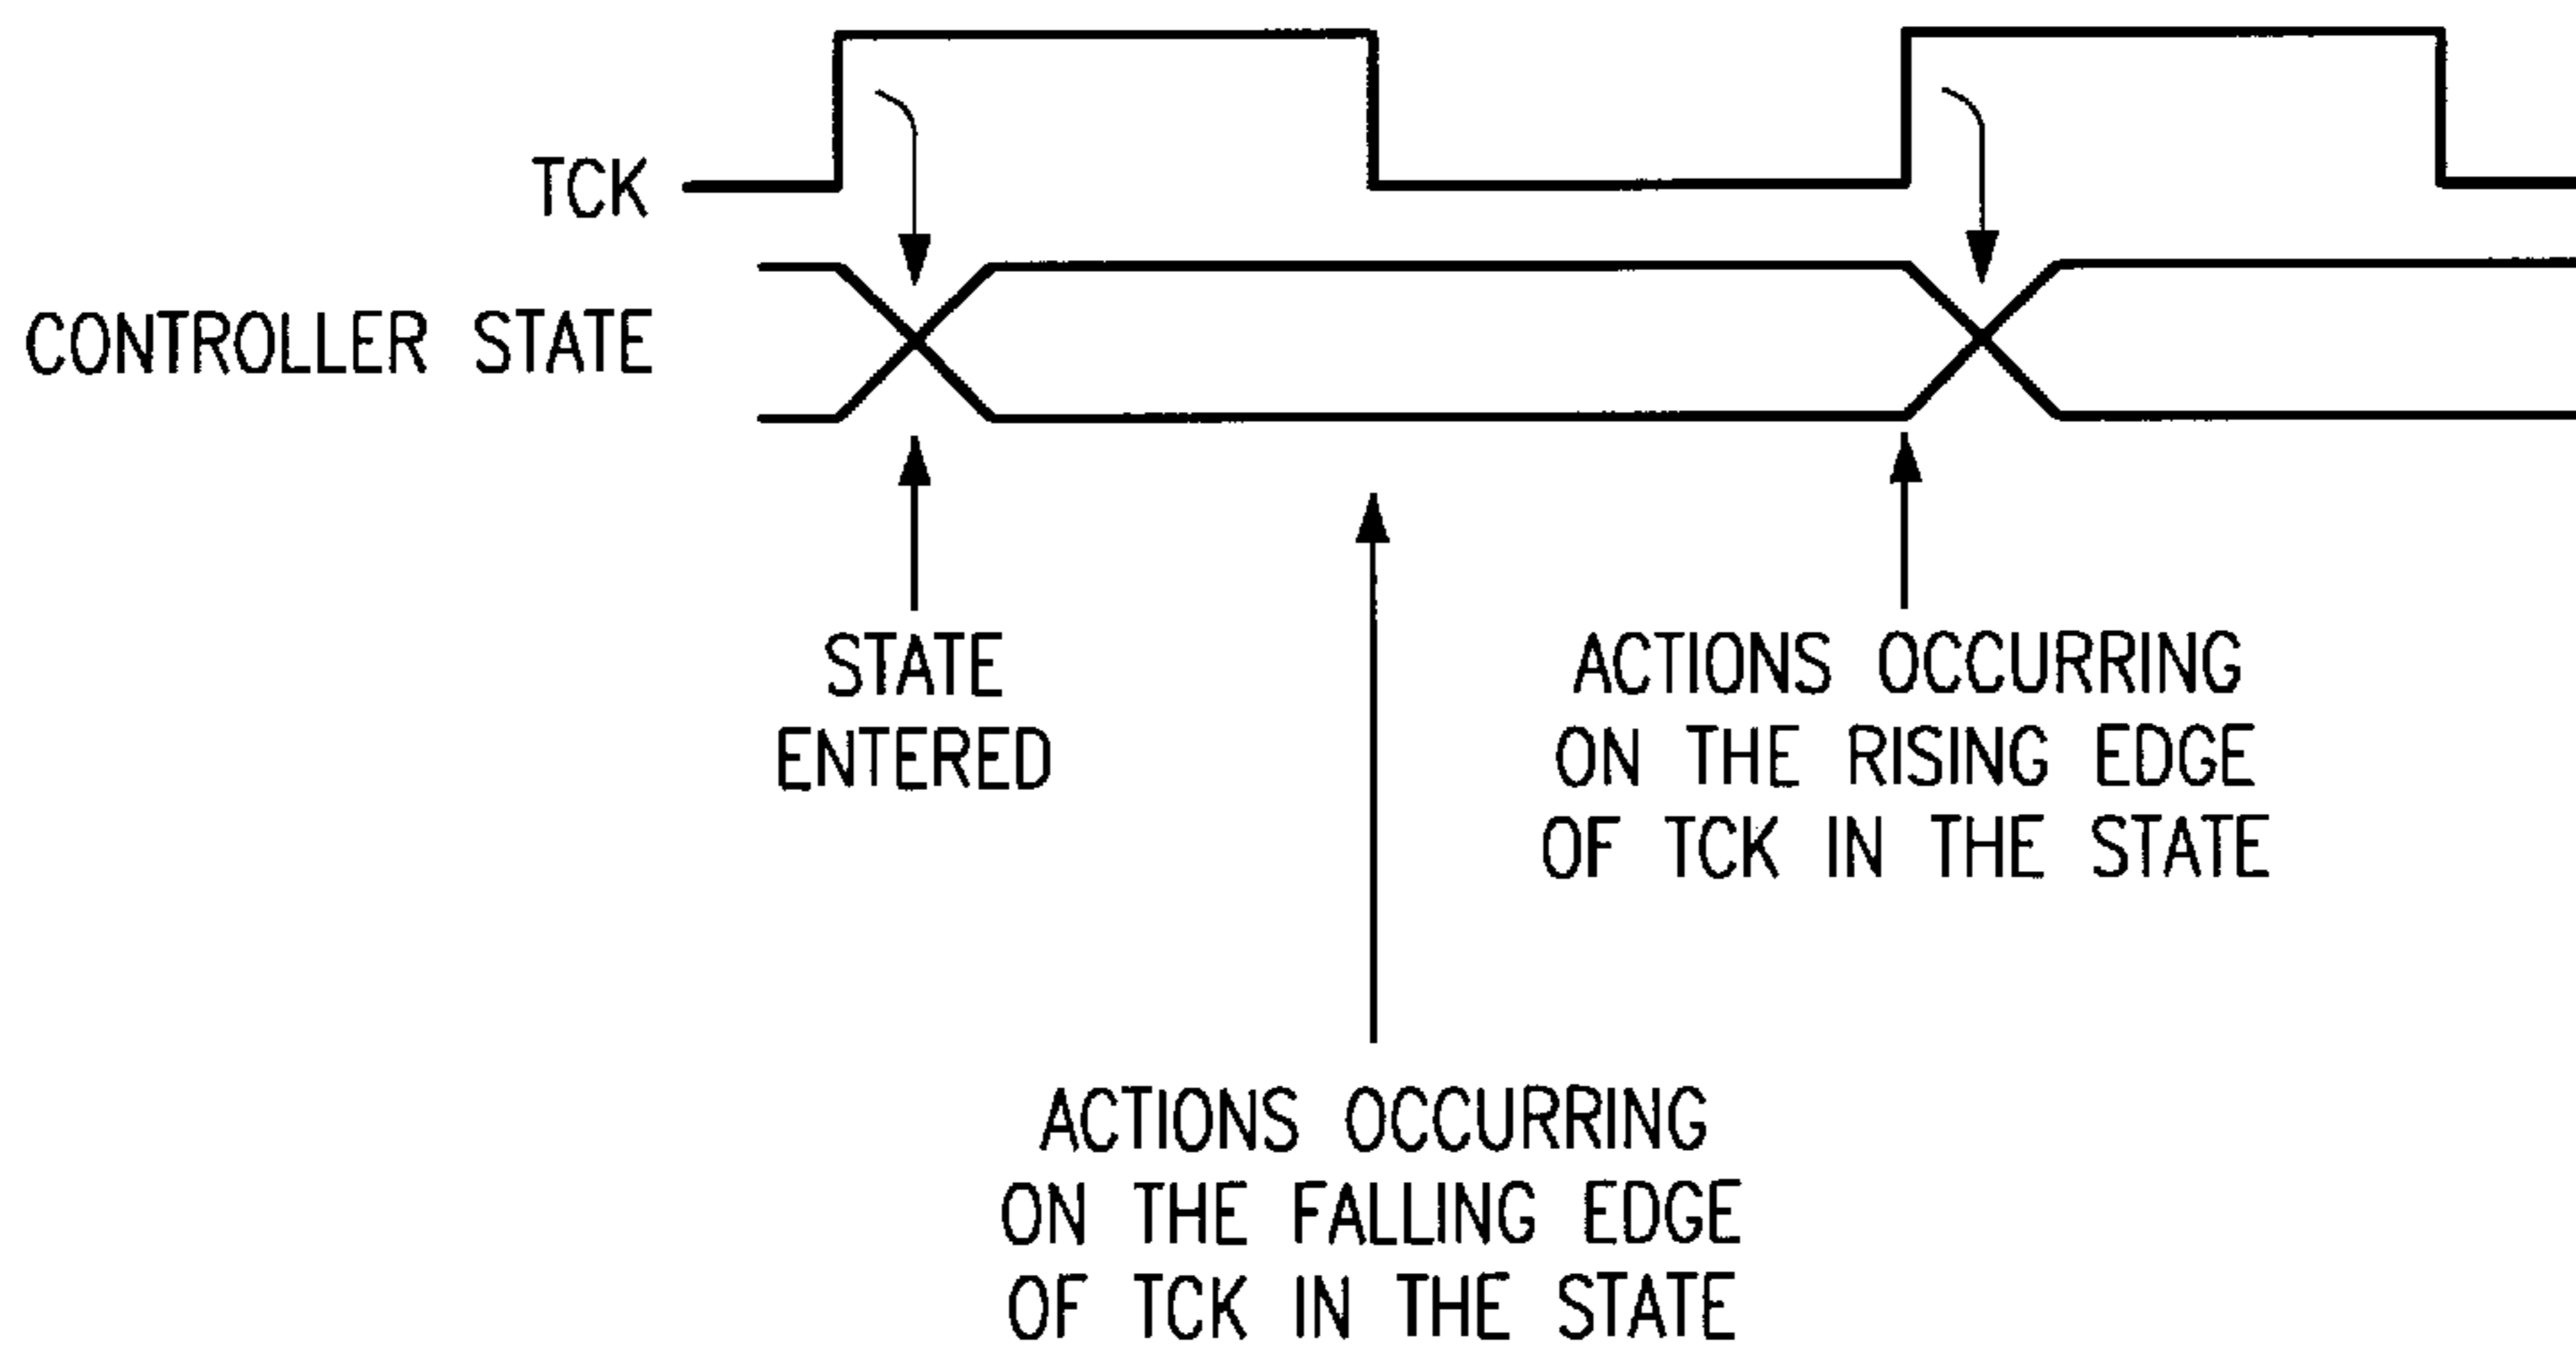 TCK
CONTROLLER STATE
STATE
ENTERED
ACTIONS OCCURRING
ON THE RISING EDGE
OF TCK IN THE STATE
ACTIONS OCCURRING
ON THE FALLING EDGE
OF TCK IN THE STATE